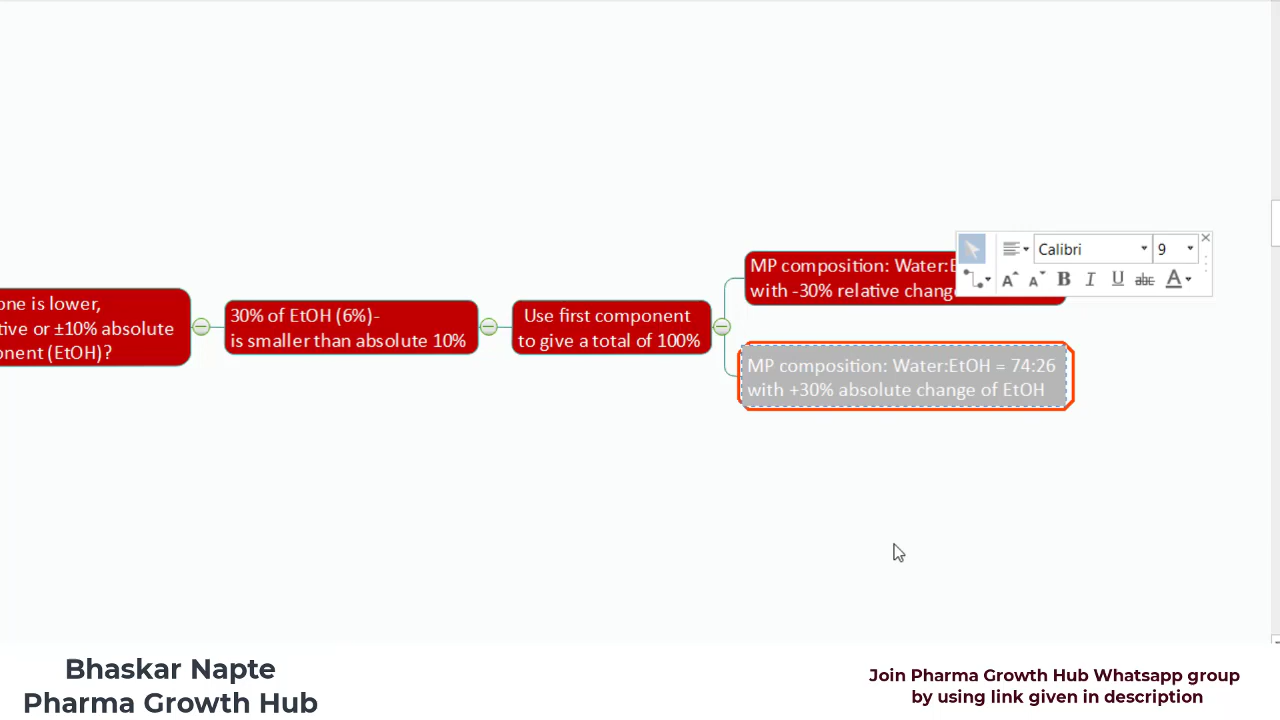 one is lower,
tive or ±10% absolute
onent (EtOH)?
30% of EtOH (6%)-
is smaller than absolute 10%
Use first component
to give a total of 100%
MP composition: Water:E
with -30% relative chang
MP composition: Water:EtOH = 74:26
with +30% absolute change of EtOH
Calibri
9
A A B I U abc A
Bhaskar Napte
Pharma Growth Hub
Join Pharma Growth Hub Whatsapp group
by using link given in description